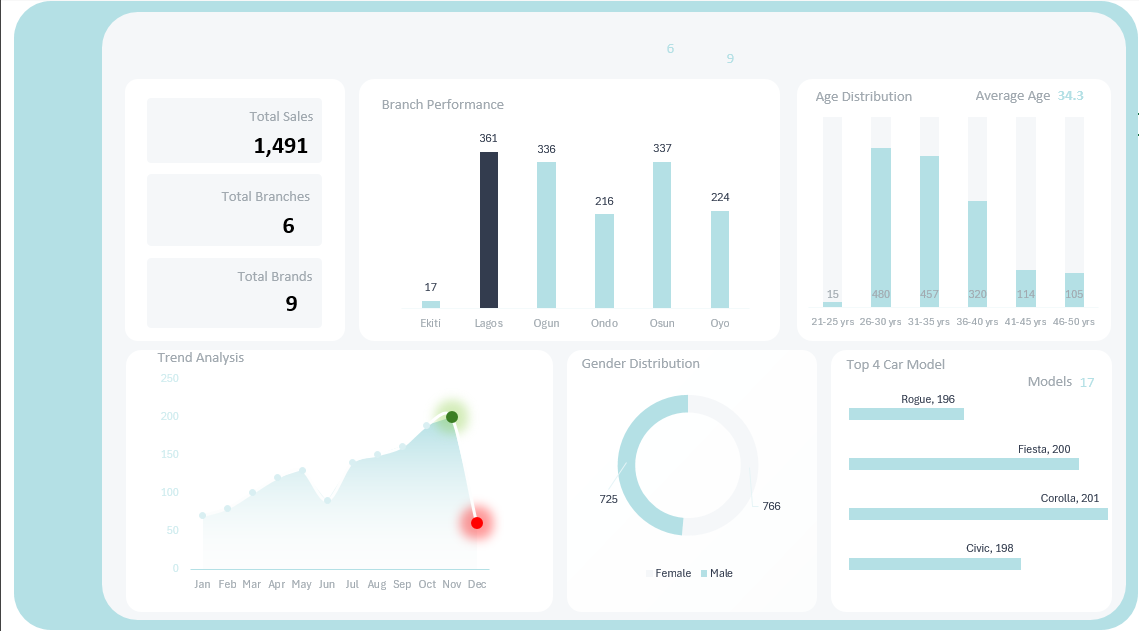 6
9
Total Sales
1,491
Total Branches
6
Total Brands
9
Branch Performance
361
336
337
216
224
17
Ekiti Lagos Ogun Ondo Osun Oyo
Age Distribution Average Age 34.3
15 480 457 320 114 105
21-25 yrs 26-30 yrs 31-35 yrs 36-40 yrs 41-45 yrs 46-50 yrs
Trend Analysis
250
200
150
100
50
0
Jan Feb Mar Apr May Jun Jul Aug Sep Oct Nov Dec
Gender Distribution
725
766
Female Male
Top 4 Car Model
Models 17
Rogue, 196
Fiesta, 200
Corolla, 201
Civic, 198